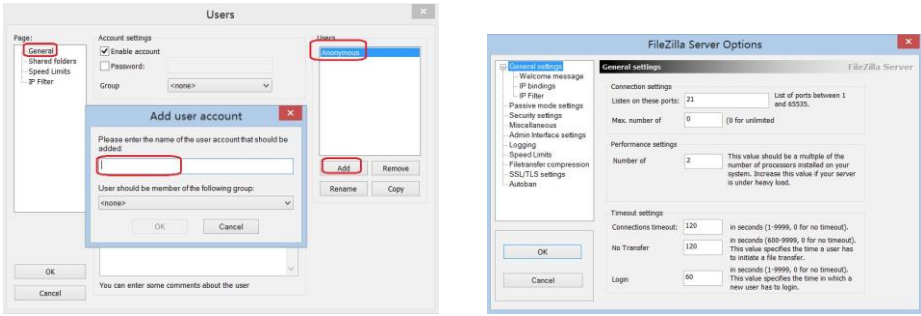 Users
Page:
General
Shared folders
Speed Limits
IP Filter
Account settings
Enable account
Password:
Group
<none>
Users
Anonymous
Add
Remove
Rename
Copy
Add user account
Please enter the name of the user account that should be
added:
User should be member of the following group:
<none>
OK
Cancel
You can enter some comments about the user
OK
Cancel
FileZilla Server Options
General settings
Welcome message
IP bindings
IP Filter
Passive mode settings
Security settings
Miscellaneous
Admin Interface settings
Logging
Speed Limits
Filetransfer compression
SSL/TLS settings
Autoban
OK
Cancel
General settings
FileZilla Server
Connection settings
Listen on these ports: 21
List of ports between 1
and 65535.
Max. number of 0 (0 for unlimited
Performance settings
Number of 2
This value should be a multiple of the
number of processors installed on your
system. Increase this value if your server
is under heavy load.
Timeout settings
Connections timeout: 120 in seconds (1-9999, 0 for no timeout).
No Transfer 120
in seconds (600-9999, 0 for no timeout).
This value specifies the time a user has
to initiate a file transfer.
Login 60
in seconds (1-9999, 0 for no timeout).
This value specifies the time in which a
new user has to login.